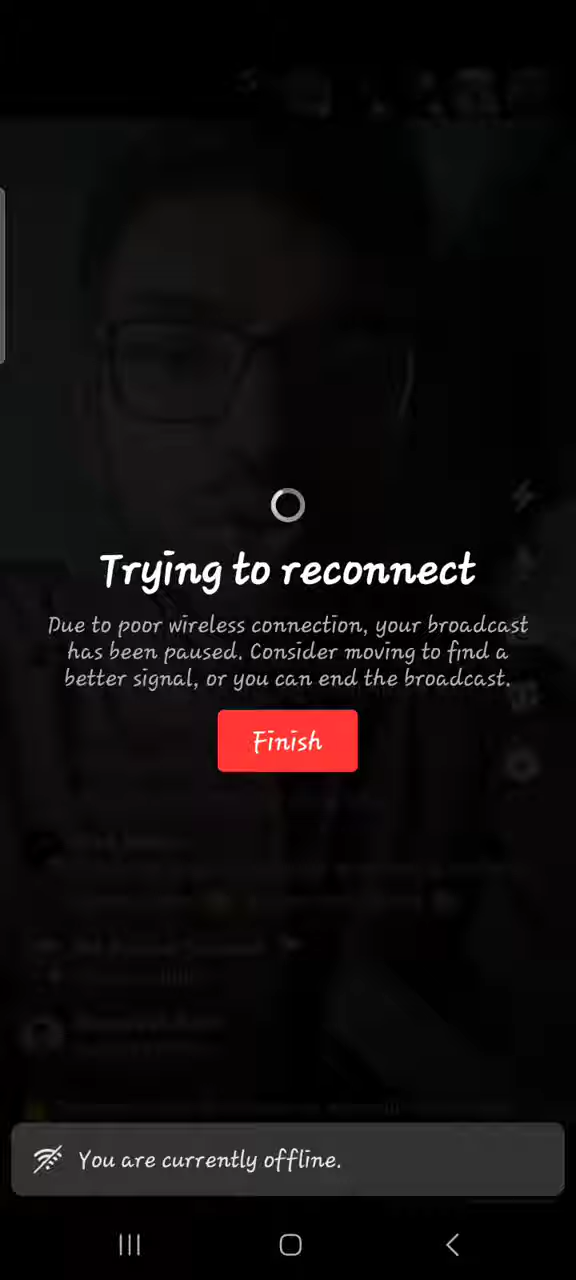 Trying to reconnect
Due to poor wireless connection, your broadcast
has been paused. Consider moving to find a
better signal, or you can end the broadcast.
Finish
You are currently offline.